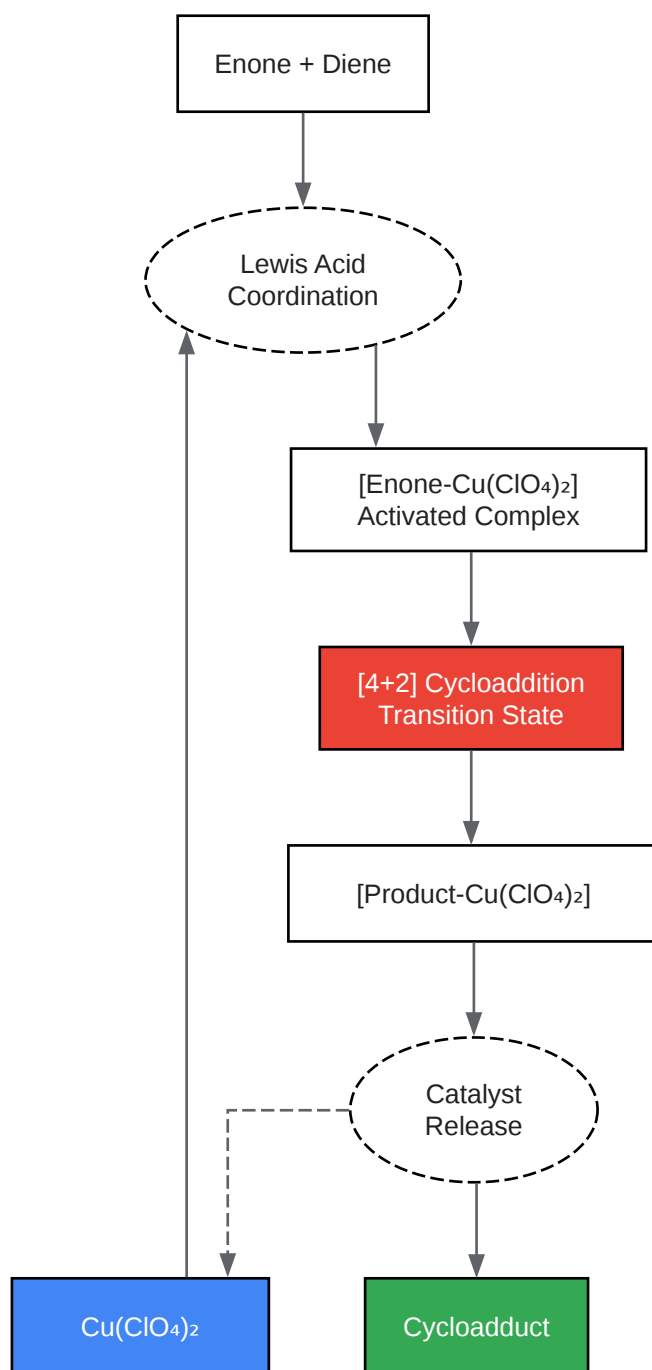 Enone + Diene
Lewis Acid
Coordination
[Enone-Cu(ClO₄)₂]
Activated Complex
[4+2] Cycloaddition
Transition State
[Product-Cu(ClO₄)₂]
Catalyst
Release
Cu(ClO₄)₂
Cycloadduct